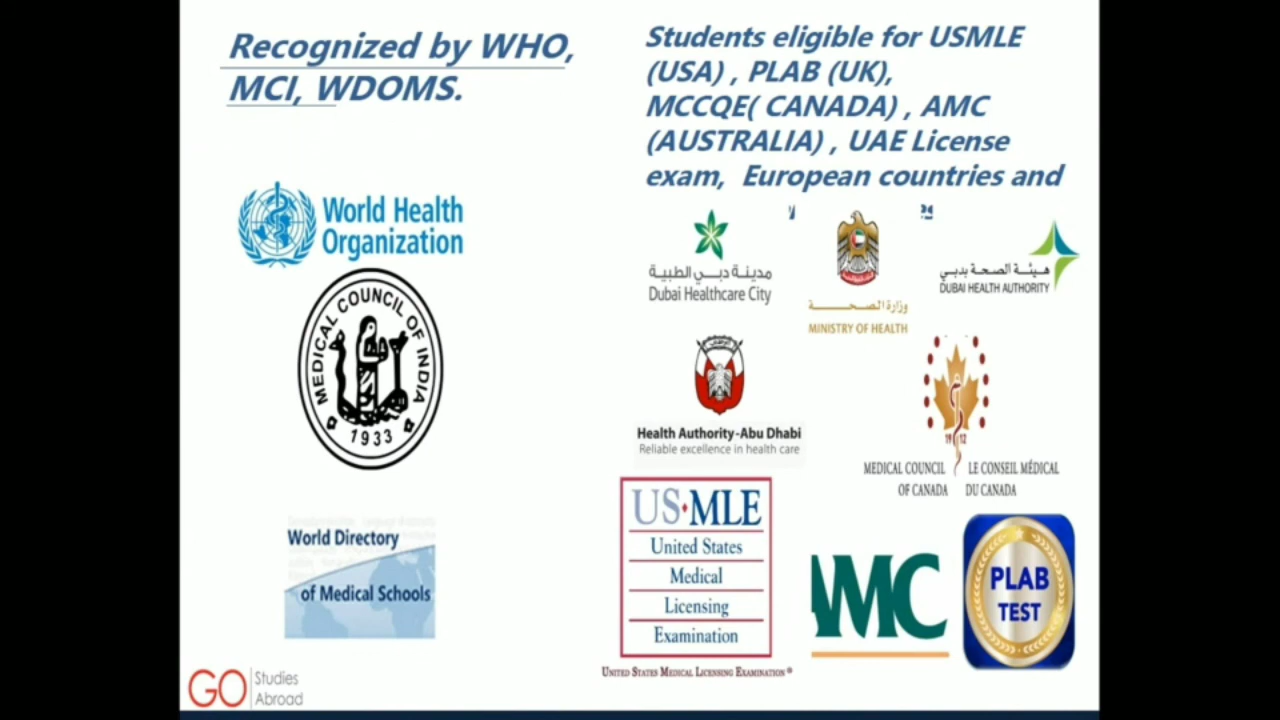 Recognized by WHO,
MCI, WDOMS.
World Health
Organization
MEDICAL COUNCIL OF INDIA
1933
World Directory
of Medical Schools
GO Studies
Abroad
Students eligible for USMLE
(USA) , PLAB (UK),
MCCQE( CANADA) , AMC
(AUSTRALIA) , UAE License
exam, European countries and
مدينة دبي الطبية
Dubai Healthcare City
وزارة الصحة
MINISTRY OF HEALTH
هيئة الصحة بدبي
DUBAI HEALTH AUTHORITY
Health Authority-Abu Dhabi
Reliable excellence in health care
1912
MEDICAL COUNCIL LE CONSEIL MÉDICAL
OF CANADA DU CANADA
US MLE
United States
Medical
Licensing
Examination
UNITED STATES MEDICAL LICENSING EXAMINATION ®
AMC
PLAB
TEST